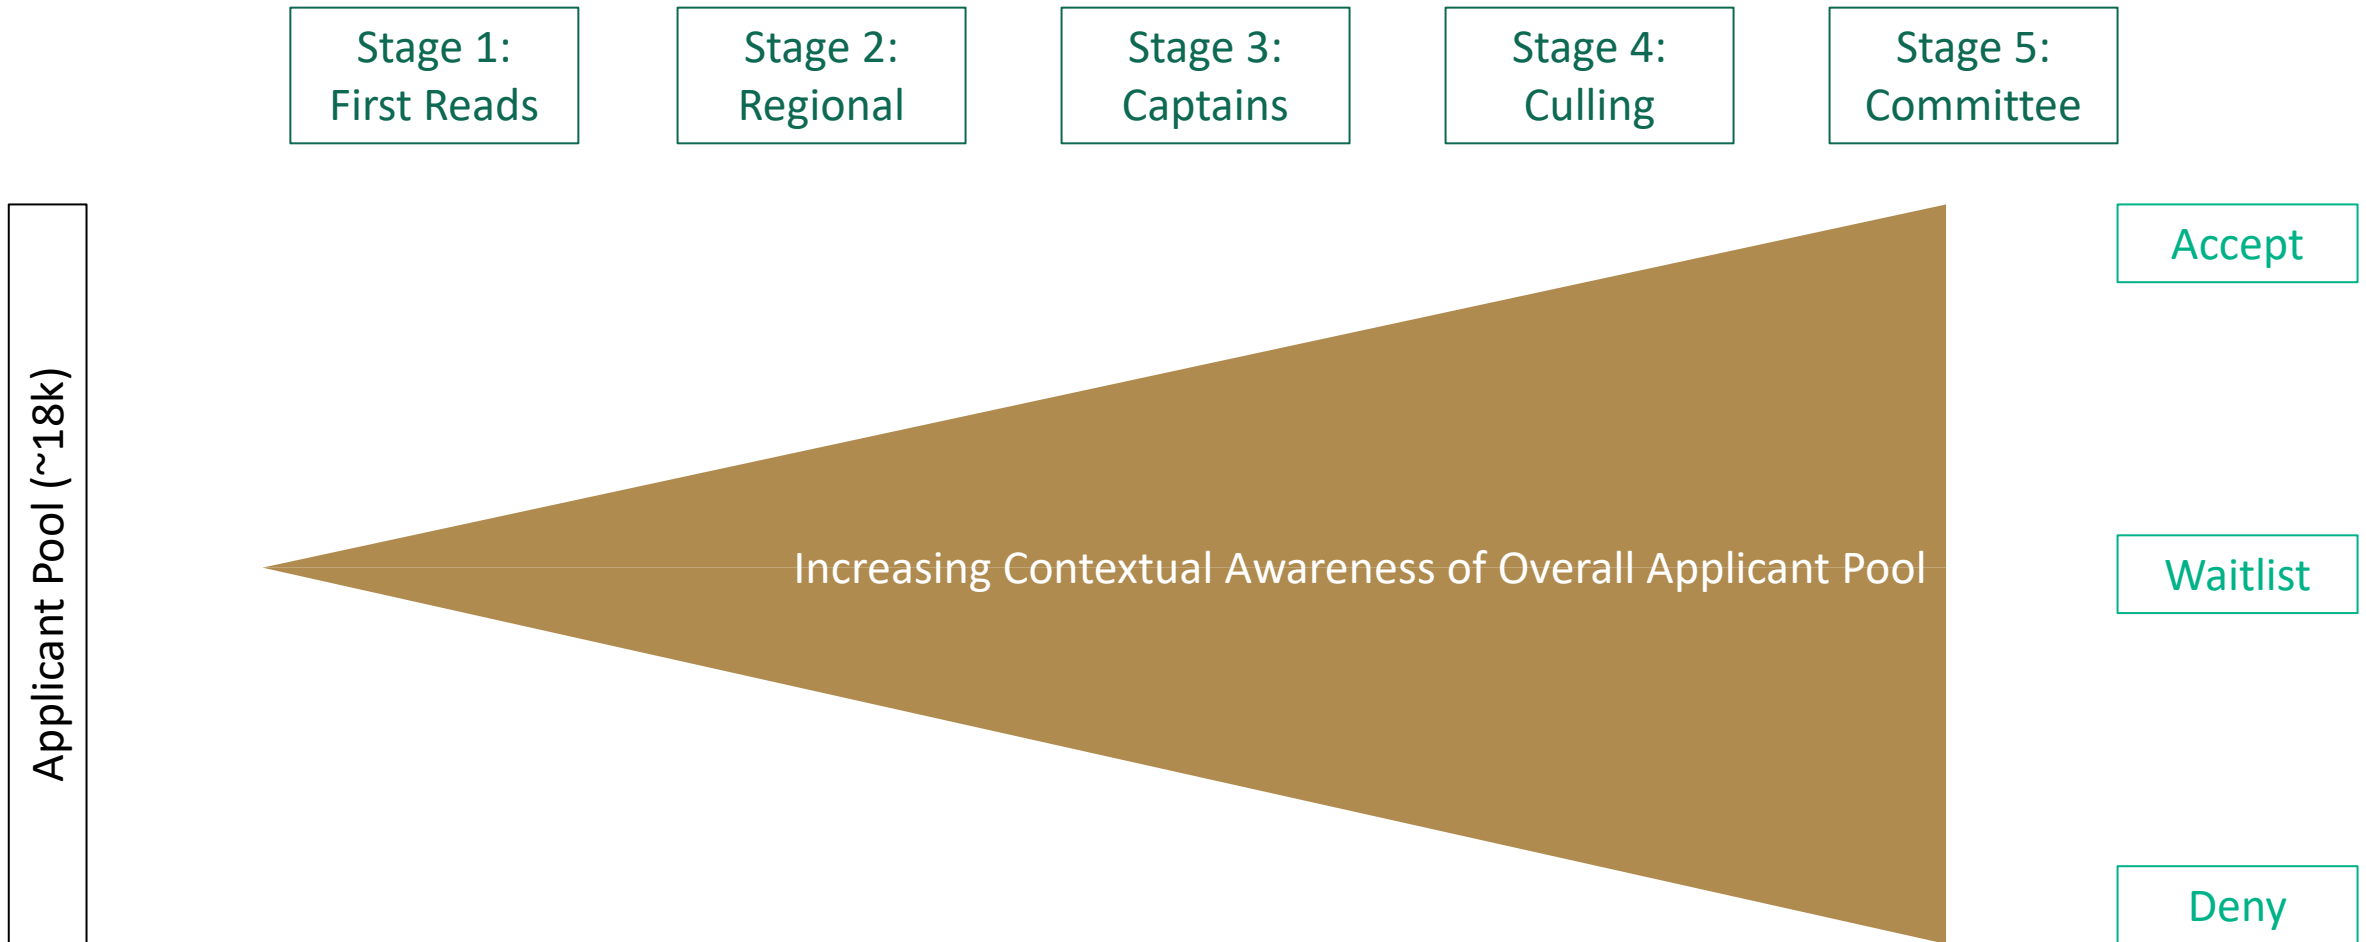 Stage 1:
First Reads
Stage 2:
Regional
Stage 3:
Captains
Stage 4:
Culling
Stage 5:
Committee
Applicant Pool (~18k)
Increasing Contextual Awareness of Overall Applicant Pool
Accept
Waitlist
Deny